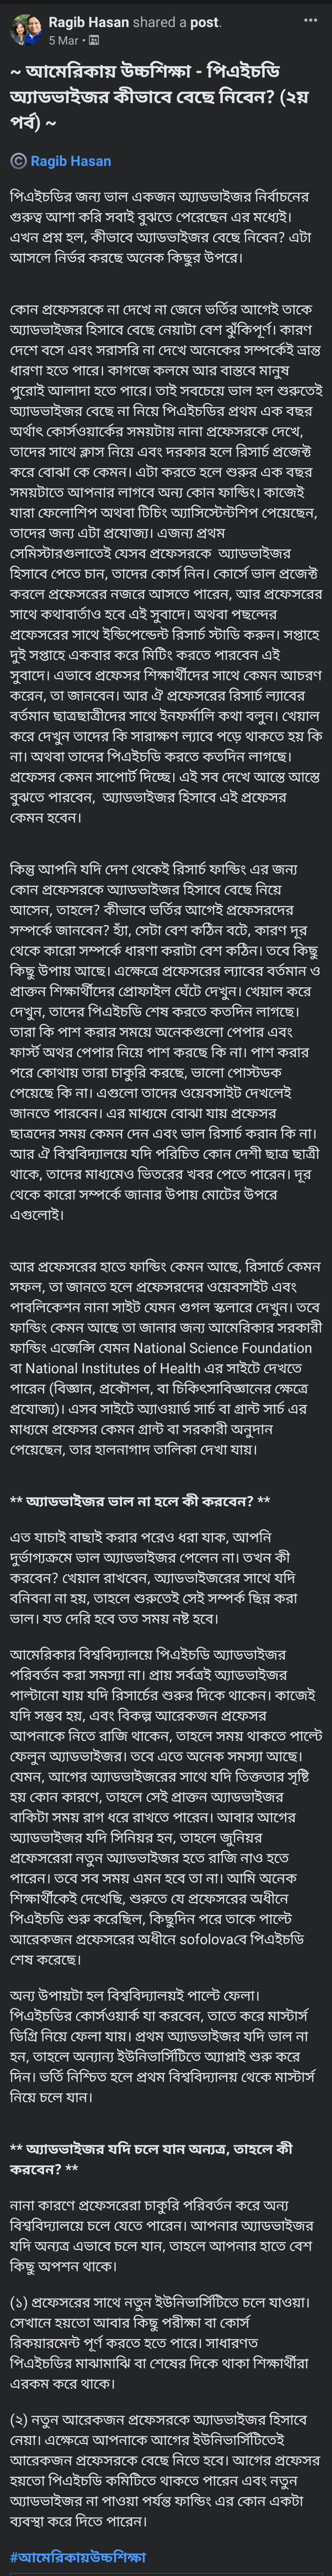 Ragib Hasan shared a post.
5 Mar •
~ আমেরিকায় উচ্চশিক্ষা - পিএইচডি
অ্যাডভাইজর কীভাবে বেছে নিবেন? (২য়
পর্ব) ~
© Ragib Hasan
পিএইচডির জন্য ভাল একজন অ্যাডভাইজর নির্বাচনের
গুরুত্ব আশা করি সবাই বুঝতে পেরেছেন এর মধ্যেই।
এখন প্রশ্ন হল, কীভাবে অ্যাডভাইজর বেছে নিবেন? এটা
আসলে নির্ভর করছে অনেক কিছুর উপরে।
কোন প্রফেসরকে না দেখে না জেনে ভর্তির আগেই তাকে
অ্যাডভাইজর হিসাবে বেছে নেয়াটা বেশ ঝুঁকিপূর্ণ। কারণ
দেশে বসে এবং সরাসরি না দেখে অনেকের সম্পর্কেই ভ্রান্ত
ধারণা হতে পারে। কাগজে কলমে আর বাস্তবে মানুষ
পুরোই আলাদা হতে পারে। তাই সবচেয়ে ভাল হল শুরুতেই
অ্যাডভাইজর বেছে না নিয়ে পিএইচডির প্রথম এক বছর
অর্থাৎ কোর্সওয়ার্কের সময়টায় নানা প্রফেসরকে দেখে,
তাদের সাথে ক্লাস নিয়ে এবং দরকার হলে রিসার্চ প্রজেক্ট
করে বোঝা কে কেমন। এটা করতে হলে শুরুর এক বছর
সময়টাতে আপনার লাগবে অন্য কোন ফান্ডিং। কাজেই
যারা ফেলোশিপ অথবা টিচিং অ্যাসিস্টেন্টশিপ পেয়েছেন,
তাদের জন্য এটা প্রযোজ্য। এজন্য প্রথম
সেমিস্টারগুলাতেই যেসব প্রফেসরকে অ্যাডভাইজর
হিসাবে পেতে চান, তাদের কোর্স নিন। কোর্সে ভাল প্রজেক্ট
করলে প্রফেসরের নজরে আসতে পারেন, আর প্রফেসরের
সাথে কথাবার্তাও হবে এই সুবাদে। অথবা পছন্দের
প্রফেসরের সাথে ইন্ডিপেন্ডেন্ট রিসার্চ স্টাডি করুন। সপ্তাহে
দুই সপ্তাহে একবার করে মিটিং করতে পারবেন এই
সুবাদে। এভাবে প্রফেসর শিক্ষার্থীদের সাথে কেমন আচরণ
করেন, তা জানবেন। আর ঐ প্রফেসরের রিসার্চ ল্যাবের
বর্তমান ছাত্রছাত্রীদের সাথে ইনফর্মালি কথা বলুন। খেয়াল
করে দেখুন তাদের কি সারাক্ষণ ল্যাবে পড়ে থাকতে হয় কি
না। অথবা তাদের পিএইচডি করতে কতদিন লাগছে।
প্রফেসর কেমন সাপোর্ট দিচ্ছে। এই সব দেখে আস্তে আস্তে
বুঝতে পারবেন, অ্যাডভাইজর হিসাবে এই প্রফেসর
কেমন হবেন।
কিন্তু আপনি যদি দেশ থেকেই রিসার্চ ফান্ডিং এর জন্য
কোন প্রফেসরকে অ্যাডভাইজর হিসাবে বেছে নিয়ে
আসেন, তাহলে? কীভাবে ভর্তির আগেই প্রফেসরদের
সম্পর্কে জানবেন? হ্যাঁ, সেটা বেশ কঠিন বটে, কারণ দূর
থেকে কারো সম্পর্কে ধারণা করাটা বেশ কঠিন। তবে কিছু
কিছু উপায় আছে। এক্ষেত্রে প্রফেসরের ল্যাবের বর্তমান ও
প্রাক্তন শিক্ষার্থীদের প্রোফাইল ঘেঁটে দেখুন। খেয়াল করে
দেখুন, তাদের পিএইচডি শেষ করতে কতদিন লাগছে।
তারা কি পাশ করার সময়ে অনেকগুলো পেপার এবং
ফার্স্ট অথর পেপার নিয়ে পাশ করছে কি না। পাশ করার
পরে কোথায় তারা চাকুরি করছে, ভালো পোস্টডক
পেয়েছে কি না। এগুলো তাদের ওয়েবসাইট দেখলেই
জানতে পারবেন। এর মাধ্যমে বোঝা যায় প্রফেসর
ছাত্রদের সময় কেমন দেন এবং ভাল রিসার্চ করান কি না।
আর ঐ বিশ্ববিদ্যালয়ে যদি পরিচিত কোন দেশী ছাত্র ছাত্রী
থাকে, তাদের মাধ্যমেও ভিতরের খবর পেতে পারেন। দূর
থেকে কারো সম্পর্কে জানার উপায় মোটের উপরে
এগুলোই।
আর প্রফেসরের হাতে ফান্ডিং কেমন আছে, রিসার্চে কেমন
সফল, তা জানতে হলে প্রফেসরদের ওয়েবসাইট এবং
পাবলিকেশন নানা সাইট যেমন গুগল স্কলারে দেখুন। তবে
ফান্ডিং কেমন আছে তা জানার জন্য আমেরিকার সরকারী
ফান্ডিং এজেন্সি যেমন National Science Foundation
বা National Institutes of Health এর সাইটে দেখতে
পারেন (বিজ্ঞান, প্রকৌশল, বা চিকিৎসাবিজ্ঞানের ক্ষেত্রে
প্রযোজ্য)। এসব সাইটে অ্যাওয়ার্ড সার্চ বা গ্রান্ট সার্চ এর
মাধ্যমে প্রফেসর কেমন গ্রান্ট বা সরকারী অনুদান
পেয়েছেন, তার হালনাগাদ তালিকা দেখা যায়।
** অ্যাডভাইজর ভাল না হলে কী করবেন? **
এত যাচাই বাছাই করার পরেও ধরা যাক, আপনি
দুর্ভাগ্যক্রমে ভাল অ্যাডভাইজর পেলেন না। তখন কী
করবেন? খেয়াল রাখবেন, অ্যাডভাইজরের সাথে যদি
বনিবনা না হয়, তাহলে শুরুতেই সেই সম্পর্ক ছিন্ন করা
ভাল। যত দেরি হবে তত সময় নষ্ট হবে।
আমেরিকার বিশ্ববিদ্যালয়ে পিএইচডি অ্যাডভাইজর
পরিবর্তন করা সমস্যা না। প্রায় সর্বত্রই অ্যাডভাইজর
পাল্টানো যায় যদি রিসার্চের শুরুর দিকে থাকেন। কাজেই
যদি সম্ভব হয়, এবং বিকল্প আরেকজন প্রফেসর
আপনাকে নিতে রাজি থাকেন, তাহলে সময় থাকতে পাল্টে
ফেলুন অ্যাডভাইজর। তবে এতে অনেক সমস্যা আছে।
যেমন, আগের অ্যাডভাইজরের সাথে যদি তিক্ততার সৃষ্টি
হয় কোন কারণে, তাহলে সেই প্রাক্তন অ্যাডভাইজর
বাকিটা সময় রাগ ধরে রাখতে পারেন। আবার আগের
অ্যাডভাইজর যদি সিনিয়র হন, তাহলে জুনিয়র
প্রফেসরেরা নতুন অ্যাডভাইজর হতে রাজি নাও হতে
পারেন। তবে সব সময় এমন হবে তা না। আমি অনেক
শিক্ষার্থীকেই দেখেছি, শুরুতে যে প্রফেসরের অধীনে
পিএইচডি শুরু করেছিল, কিছুদিন পরে তাকে পাল্টে
আরেকজন প্রফেসরের অধীনে sofolovaবে পিএইচডি
শেষ করেছে।
অন্য উপায়টা হল বিশ্ববিদ্যালয়ই পাল্টে ফেলা।
পিএইচডির কোর্সওয়ার্ক যা করবেন, তাতে করে মাস্টার্স
ডিগ্রি নিয়ে ফেলা যায়। প্রথম অ্যাডভাইজর যদি ভাল না
হন, তাহলে অন্যান্য ইউনিভার্সিটিতে অ্যাপ্লাই শুরু করে
দিন। ভর্তি নিশ্চিত হলে প্রথম বিশ্ববিদ্যালয় থেকে মাস্টার্স
নিয়ে চলে যান।
** অ্যাডভাইজর যদি চলে যান অন্যত্র, তাহলে কী
করবেন? **
নানা কারণে প্রফেসরেরা চাকুরি পরিবর্তন করে অন্য
বিশ্ববিদ্যালয়ে চলে যেতে পারেন। আপনার অ্যাডভাইজর
যদি অন্যত্র এভাবে চলে যান, তাহলে আপনার হাতে বেশ
কিছু অপশন থাকে।
(১) প্রফেসরের সাথে নতুন ইউনিভার্সিটিতে চলে যাওয়া।
সেখানে হয়তো আবার কিছু পরীক্ষা বা কোর্স
রিকয়ারমেন্ট পূর্ণ করতে হতে পারে। সাধারণত
পিএইচডির মাঝামাঝি বা শেষের দিকে থাকা শিক্ষার্থীরা
এরকম করে থাকে।
(২) নতুন আরেকজন প্রফেসরকে অ্যাডভাইজর হিসাবে
নেয়া। এক্ষেত্রে আপনাকে আগের ইউনিভার্সিটিতেই
আরেকজন প্রফেসরকে বেছে নিতে হবে। আগের প্রফেসর
হয়তো পিএইচডি কমিটিতে থাকতে পারেন এবং নতুন
অ্যাডভাইজর না পাওয়া পর্যন্ত ফান্ডিং এর কোন একটা
ব্যবস্থা করে দিতে পারেন।
#আমেরিকায়উচ্চশিক্ষা